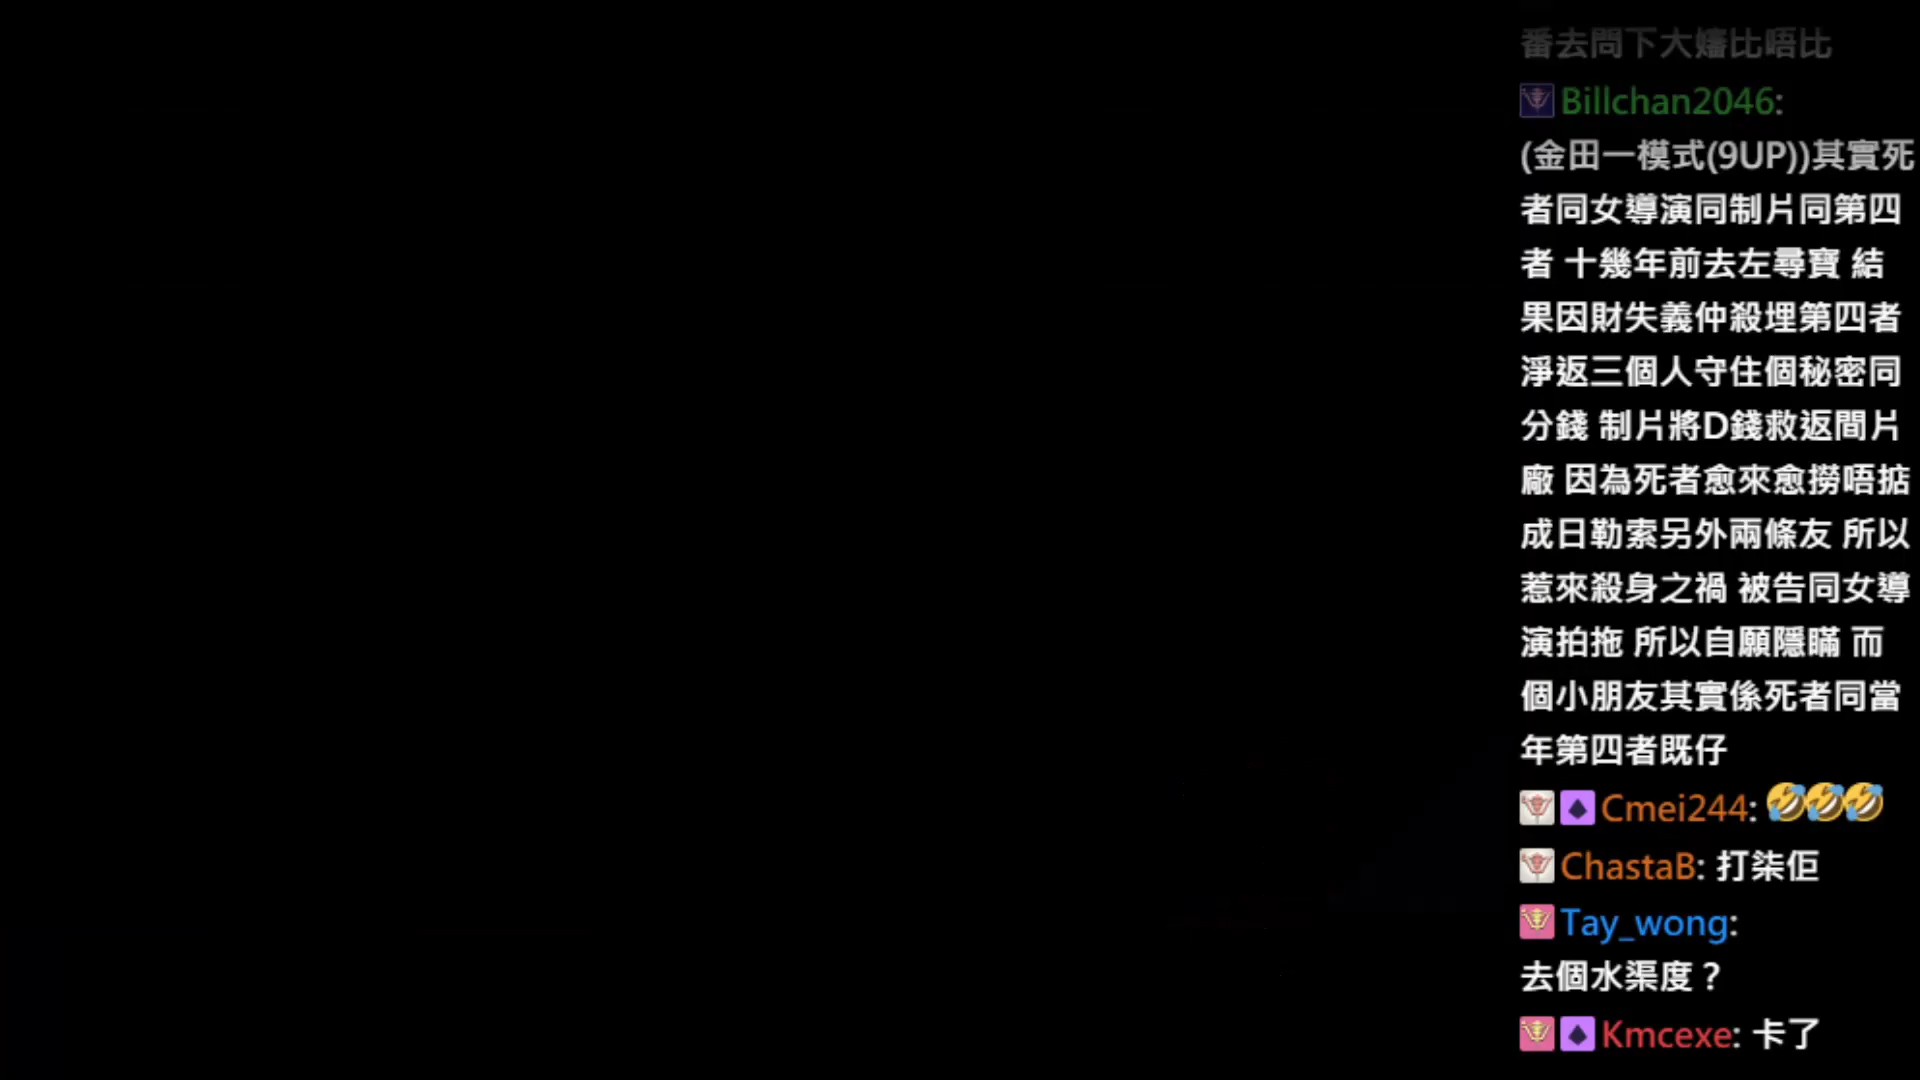 番去問下大嬸比唔比
Billchan2046:
(金田一模式(9UP))其實死
者同女導演同制片同第四
者 十幾年前去左尋寶 結
果因財失義仲殺埋第四者
淨返三個人守住個秘密同
分錢 制片將D錢救返間片
廠 因為死者愈來愈撈唔掂
成日勒索另外兩條友 所以
惹來殺身之禍 被告同女導
演拍拖 所以自願隱瞞 而
個小朋友其實係死者同當
年第四者既仔
Cmei244: 🤣🤣🤣
ChastaB: 打柒佢
Tay_wong:
去個水渠度？
Kmcexe: 卡了